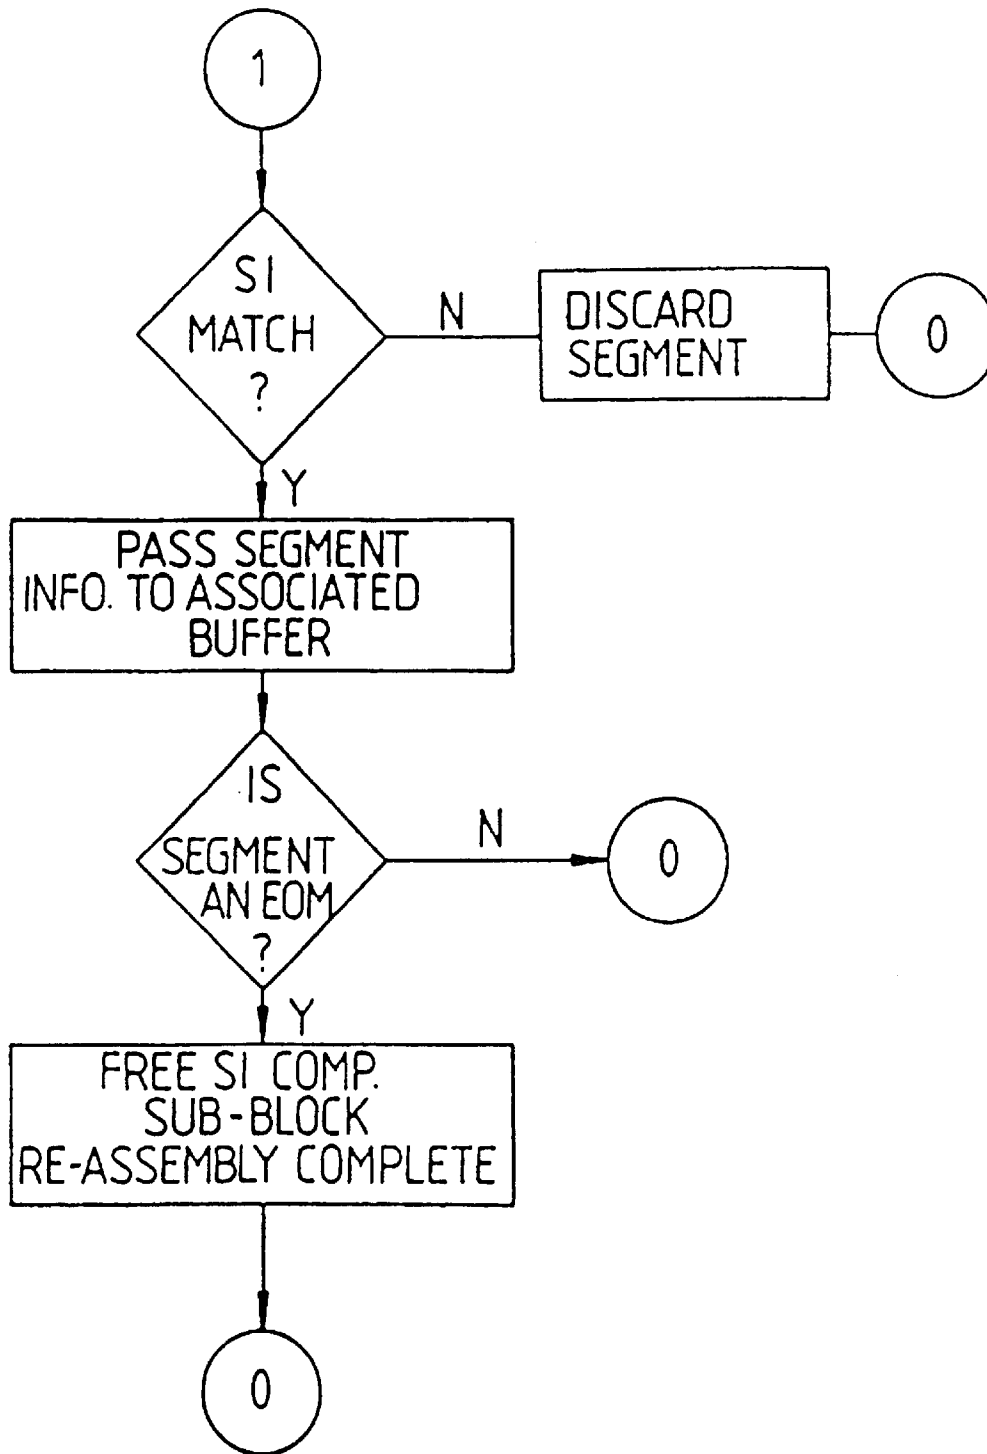 1
SI
MATCH
?
N
DISCARD
SEGMENT
0
Y
PASS SEGMENT
INFO. TO ASSOCIATED
BUFFER
IS
SEGMENT
AN EOM
?
N
0
Y
FREE SI COMP.
SUB-BLOCK
RE-ASSEMBLY COMPLETE
0